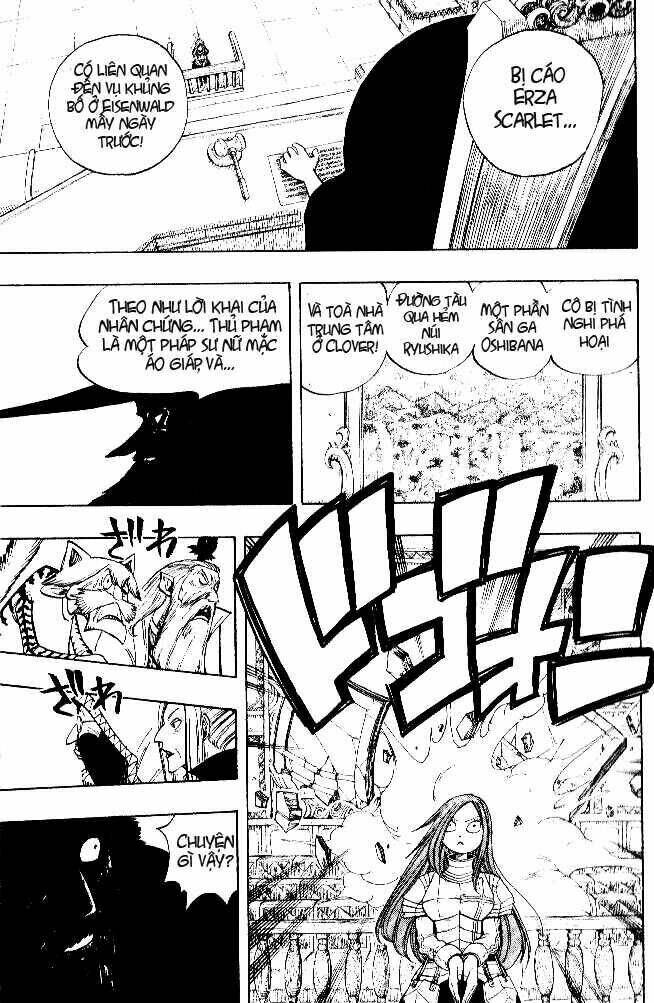 BỊ CÁO
ERZA
SCARLET...
CÓ LIÊN QUAN
ĐẾN VỤ KHỦNG
BỐ Ở EISENWALD
MẤY NGÀY
TRƯỚC!
CÔ BỊ TÌNH
NGHI PHÁ
HOẠI
MỘT PHẦN
SÂN GA
OSHIBANA
ĐƯỜNG TÀU
QUA HẺM
NÚI
RYUSHIKA
VÀ TOÀ NHÀ
TRUNG TÂM
Ở CLOVER!
THEO NHƯ LỜI KHAI CỦA
NHÂN CHỨNG... THỦ PHẠM
LÀ MỘT PHÁP SƯ NỮ MẶC
ÁO GIÁP, VÀ...
ドゴオン
ざわ
ざわ
CHUYỆN
GÌ VẬY?